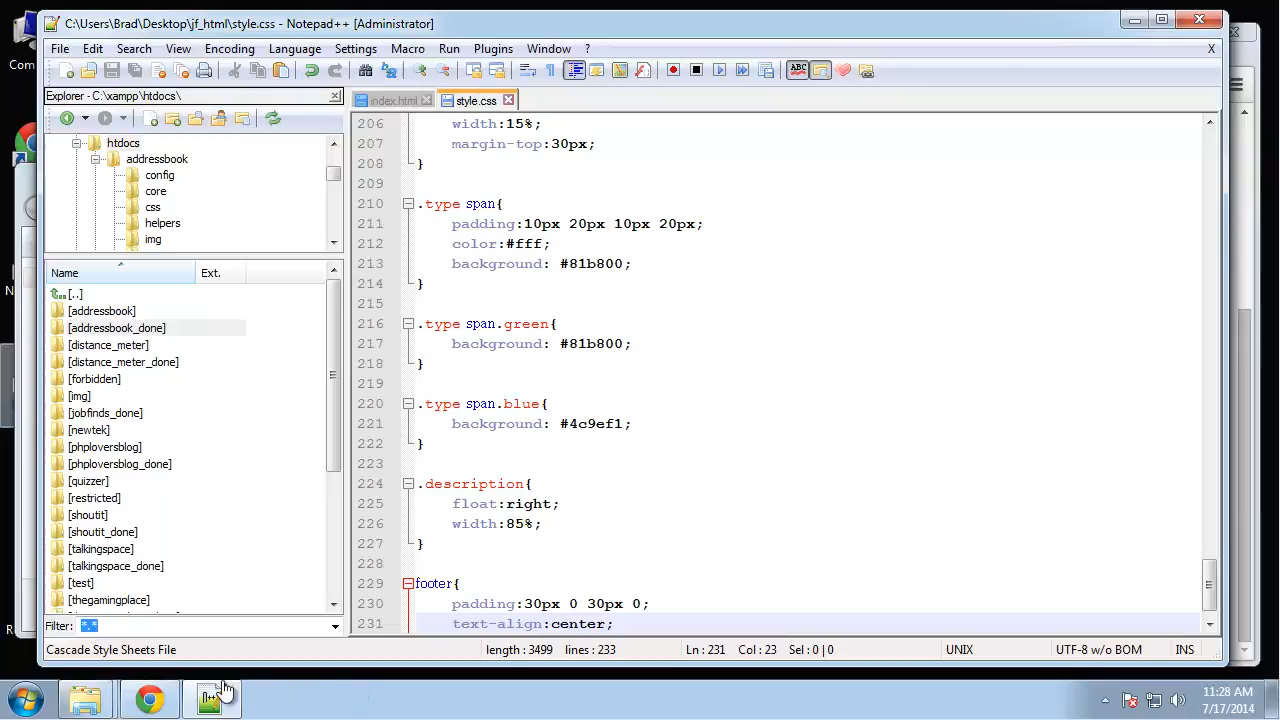 C:\Users\Brad\Desktop\jf_html\style.css - Notepad++ [Administrator]
File Edit Search View Encoding Language Settings Macro Run Plugins Window ? X
Explorer - C:\xampp\htdocs\
index.html style.css
htdocs
addressbook
config
core
css
helpers
img
Name Ext.
[..]
[addressbook]
[addressbook_done]
[distance_meter]
[distance_meter_done]
[forbidden]
[img]
[jobfinds_done]
[newtek]
[phploversblog]
[phploversblog_done]
[quizzer]
[restricted]
[shoutit]
[shoutit_done]
[talkingspace]
[talkingspace_done]
[test]
[thegamingplace]
Filter: *.*
206 width:15%;
207 margin-top:30px;
208 }
209
210 .type span{
211 padding:10px 20px 10px 20px;
212 color:#fff;
213 background: #81b800;
214 }
215
216 .type span.green{
217 background: #81b800;
218 }
219
220 .type span.blue{
221 background: #4c9ef1;
222 }
223
224 .description{
225 float:right;
226 width:85%;
227 }
228
229 footer{
230 padding:30px 0 30px 0;
231 text-align:center;
Cascade Style Sheets File length : 3499 lines : 233 Ln : 231 Col : 23 Sel : 0 | 0 UNIX UTF-8 w/o BOM INS
Com
11:28 AM
7/17/2014